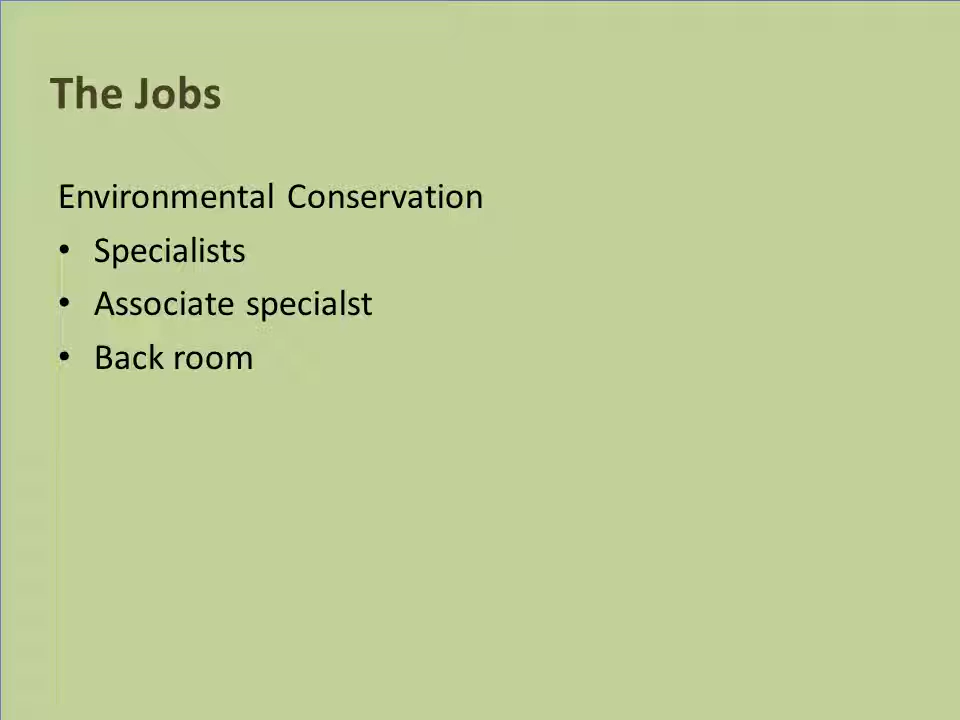 The Jobs
Environmental Conservation
• Specialists
• Associate specialst
• Back room